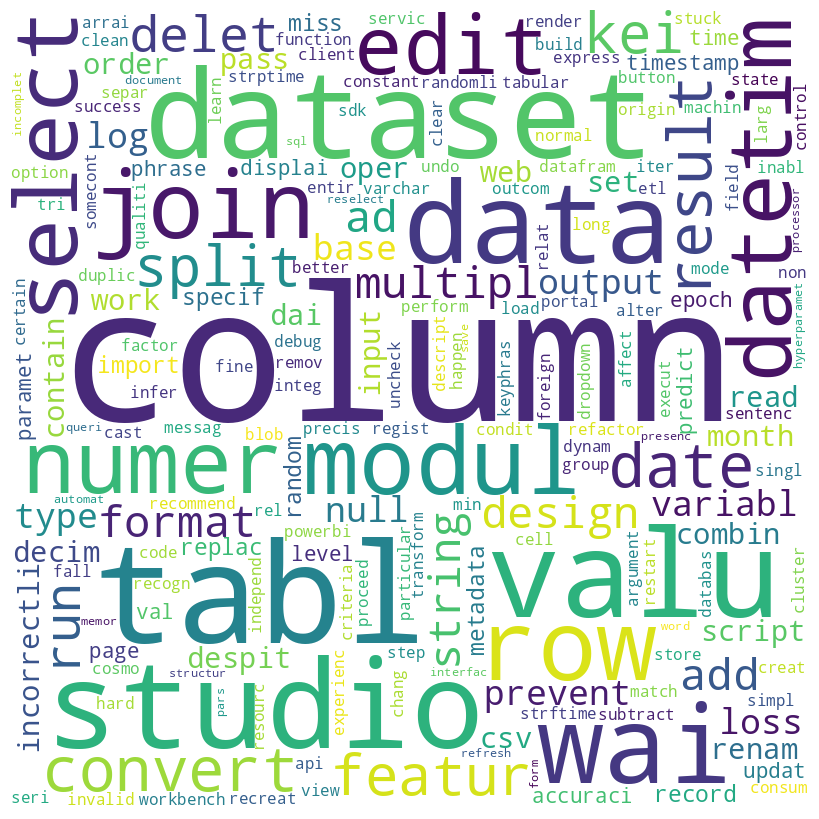 column
dataset
data
tabl
studio
valu
join
datetim
select
edit
row
wai
modul
numer
convert
featur
split
date
format
kei
delet
result
multipl
string
run
type
design
add
loss
prevent
output
variabl
base
ad
set
log
pass
order
miss
phrase
displai
oper
web
timestamp
time
null
contain
work
specif
dai
import
input
random
read
month
predict
combin
script
decim
incorrectli
despit
page
replac
val
level
metadata
csv
accuraci
record
renam
updat
epoch
field
control
larg
state
machin
origin
button
stuck
render
servic
arrai
clean
function
client
build
express
document
strptime
constant
randomli
tabular
success
separ
learn
incomplet
option
tri
somecont
qualiti
sdk
sql
clear
normal
undo
datafram
iter
inabl
entir
varchar
outcom
etl
reselect
better
long
relat
mode
non
processor
duplic
certain
paramet
factor
infer
fine
debug
remov
integ
uncheck
perform
load
portal
alter
descript
happen
save
keyphras
foreign
dropdown
affect
execut
hyperparamet
sentenc
queri
cast
messag
blob
precis
regist
condit
refactor
presenc
dynam
group
singl
automat
recommend
rel
powerbi
min
cell
code
recogn
independ
criteria
proceed
particular
transform
argument
restart
databas
cluster
fall
memor
cosmo
hard
structur
pars
resourc
experienc
step
chang
interfac
word
store
creat
match
simpl
strftime
subtract
refresh
form
consum
seri
invalid
workbench
recreat
api
view